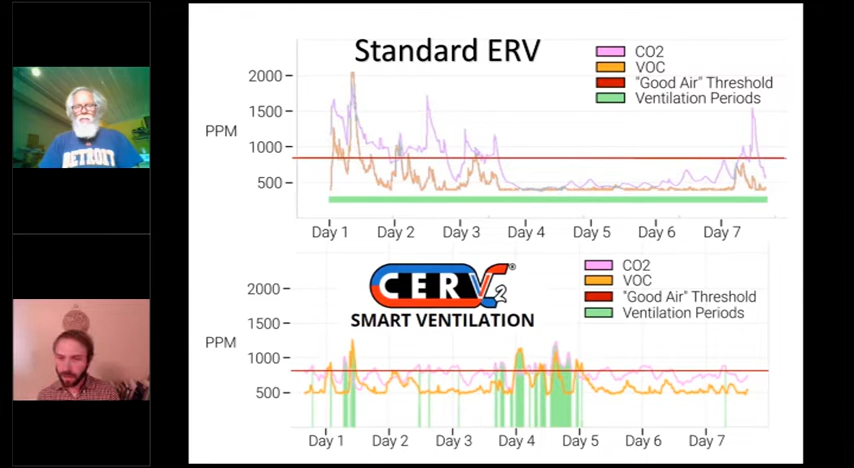 DETROIT
Standard ERV
CO2
VOC
"Good Air" Threshold
Ventilation Periods
PPM
2000
1500
1000
500
Day 1 Day 2 Day 3 Day 4 Day 5 Day 6 Day 7
CERV2®
SMART VENTILATION
CO2
VOC
"Good Air" Threshold
Ventilation Periods
PPM
2000
1500
1000
500
Day 1 Day 2 Day 3 Day 4 Day 5 Day 6 Day 7